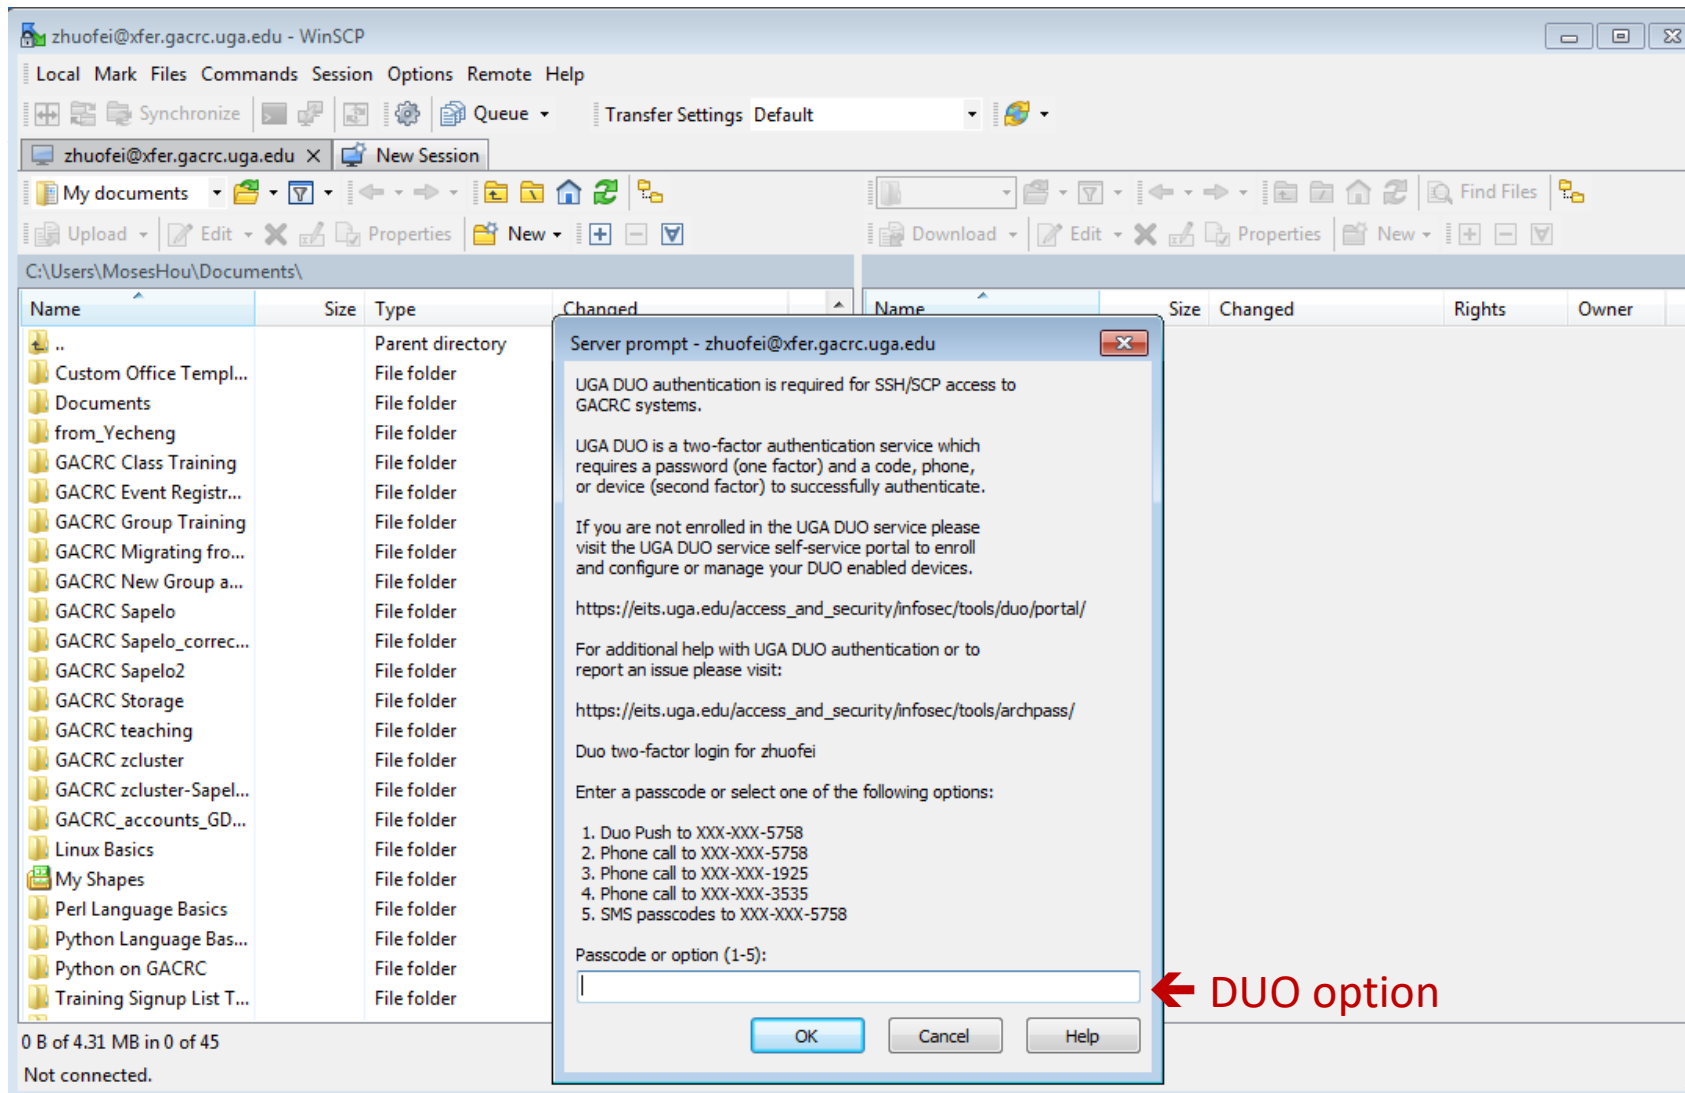 zhuofei@xfer.gacrc.uga.edu - WinSCP
Local Mark Files Commands Session Options Remote Help
Synchronize Queue Transfer Settings Default
zhuofei@xfer.gacrc.uga.edu New Session
My documents Find Files
Upload Edit Properties New Download Edit Properties New
C:\Users\MosesHou\Documents\
Name Size Type Changed Name Size Changed Rights Owner
.. Parent directory
Custom Office Templ... File folder
Documents File folder
from_Yecheng File folder
GACRC Class Training File folder
GACRC Event Registr... File folder
GACRC Group Training File folder
GACRC Migrating fro... File folder
GACRC New Group a... File folder
GACRC Sapelo File folder
GACRC Sapelo_correc... File folder
GACRC Sapelo2 File folder
GACRC Storage File folder
GACRC teaching File folder
GACRC zcluster File folder
GACRC zcluster-Sapel... File folder
GACRC_accounts_GD... File folder
Linux Basics File folder
My Shapes File folder
Perl Language Basics File folder
Python Language Bas... File folder
Python on GACRC File folder
Training Signup List T... File folder
0 B of 4.31 MB in 0 of 45
Not connected.
Server prompt - zhuofei@xfer.gacrc.uga.edu
UGA DUO authentication is required for SSH/SCP access to
GACRC systems.
UGA DUO is a two-factor authentication service which
requires a password (one factor) and a code, phone,
or device (second factor) to successfully authenticate.
If you are not enrolled in the UGA DUO service please
visit the UGA DUO service self-service portal to enroll
and configure or manage your DUO enabled devices.
https://eits.uga.edu/access_and_security/infosec/tools/duo/portal/
For additional help with UGA DUO authentication or to
report an issue please visit:
https://eits.uga.edu/access_and_security/infosec/tools/archpass/
Duo two-factor login for zhuofei
Enter a passcode or select one of the following options:
1. Duo Push to XXX-XXX-5758
2. Phone call to XXX-XXX-5758
3. Phone call to XXX-XXX-1925
4. Phone call to XXX-XXX-3535
5. SMS passcodes to XXX-XXX-5758
Passcode or option (1-5):
OK Cancel Help
DUO option